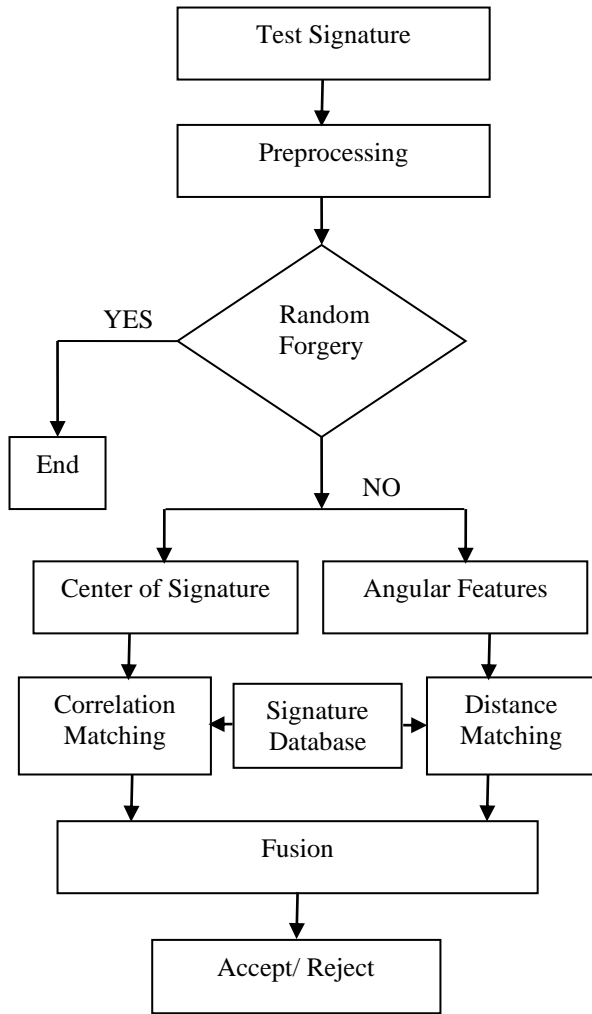 Test Signature
Preprocessing
Random
Forgery
YES
End
NO
Center of Signature
Angular Features
Correlation
Matching
Signature
Database
Distance
Matching
Fusion
Accept/ Reject